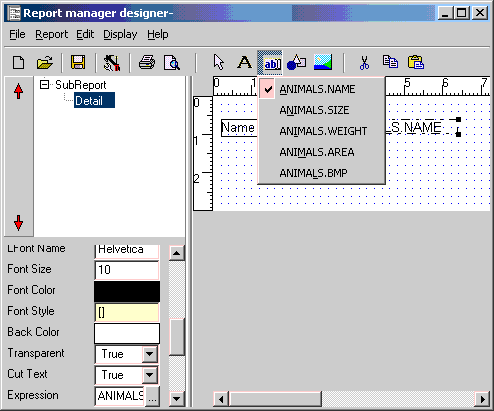 Report manager designer-
File Report Edit Display Help
SubReport
Detail
0 1 5 6 7
ANIMALS.NAME
ANIMALS.SIZE
ANIMALS.WEIGHT
ANIMALS.AREA
ANIMALS.BMP
0
1
2
Name
LS.NAME
LFont Name Helvetica
Font Size 10
Font Color
Font Style []
Back Color
Transparent True
Cut Text True
Expression ANIMALS ...